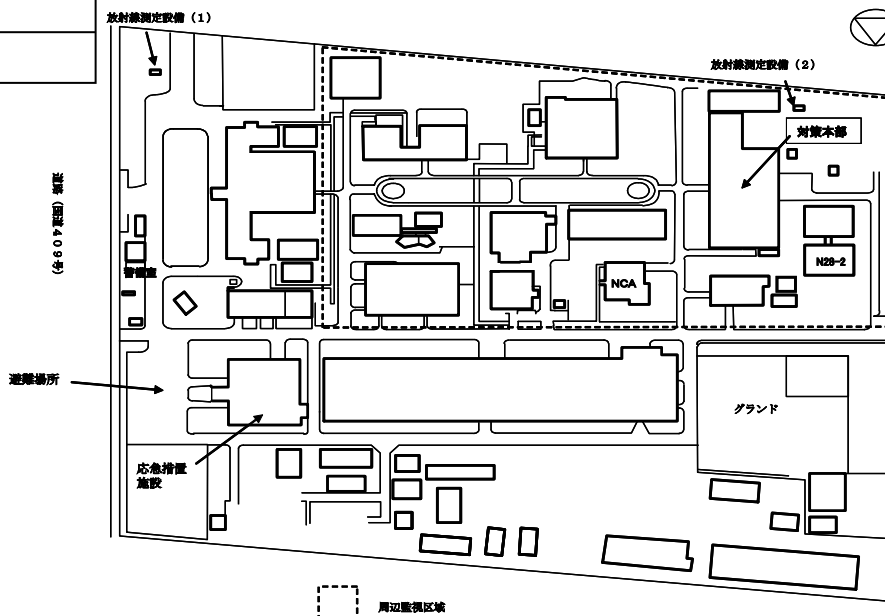 放射線測定設備（1）
放射線測定設備（2）
対策本部
道路（国道４０９号）
警備室
N28-2
NCA
避難場所
グランド
応急措置
施設
周辺監視区域